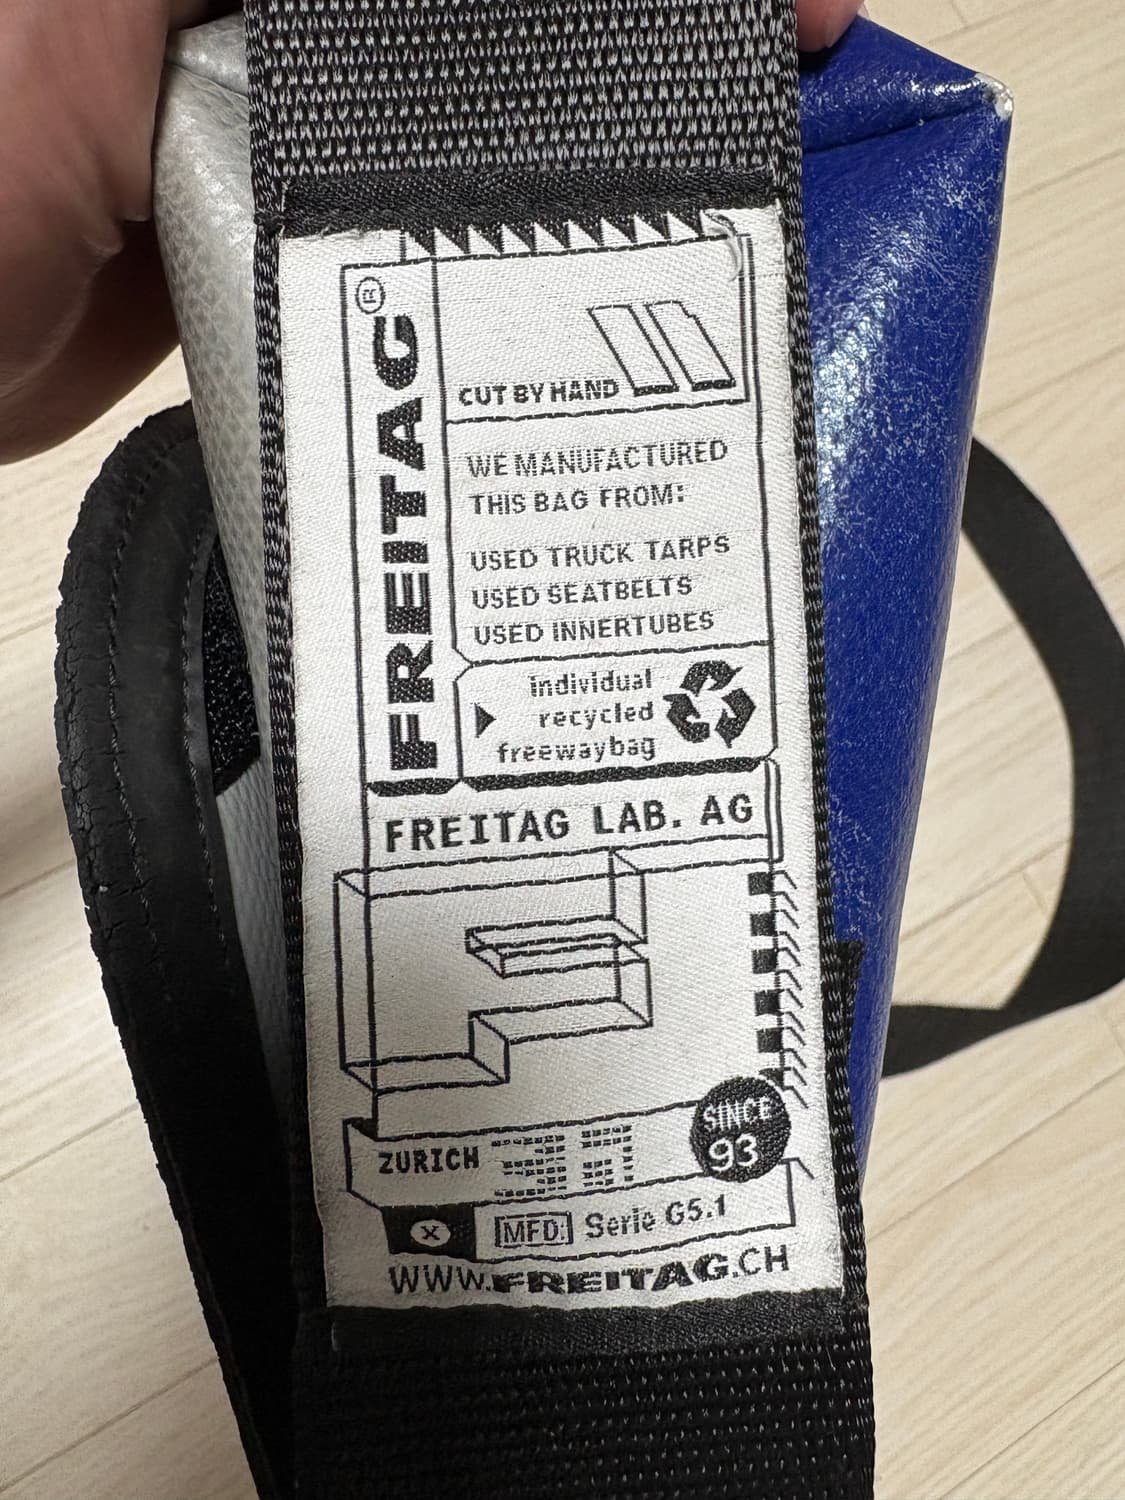 FREITAG®
CUT BY HAND
WE MANUFACTURED
THIS BAG FROM:
USED TRUCK TARPS
USED SEATBELTS
USED INNERTUBES
individual
recycled
freewaybag
FREITAG LAB. AG
SINCE
93
ZURICH
X
MFD: Serie G5.1
WWW.FREITAG.CH